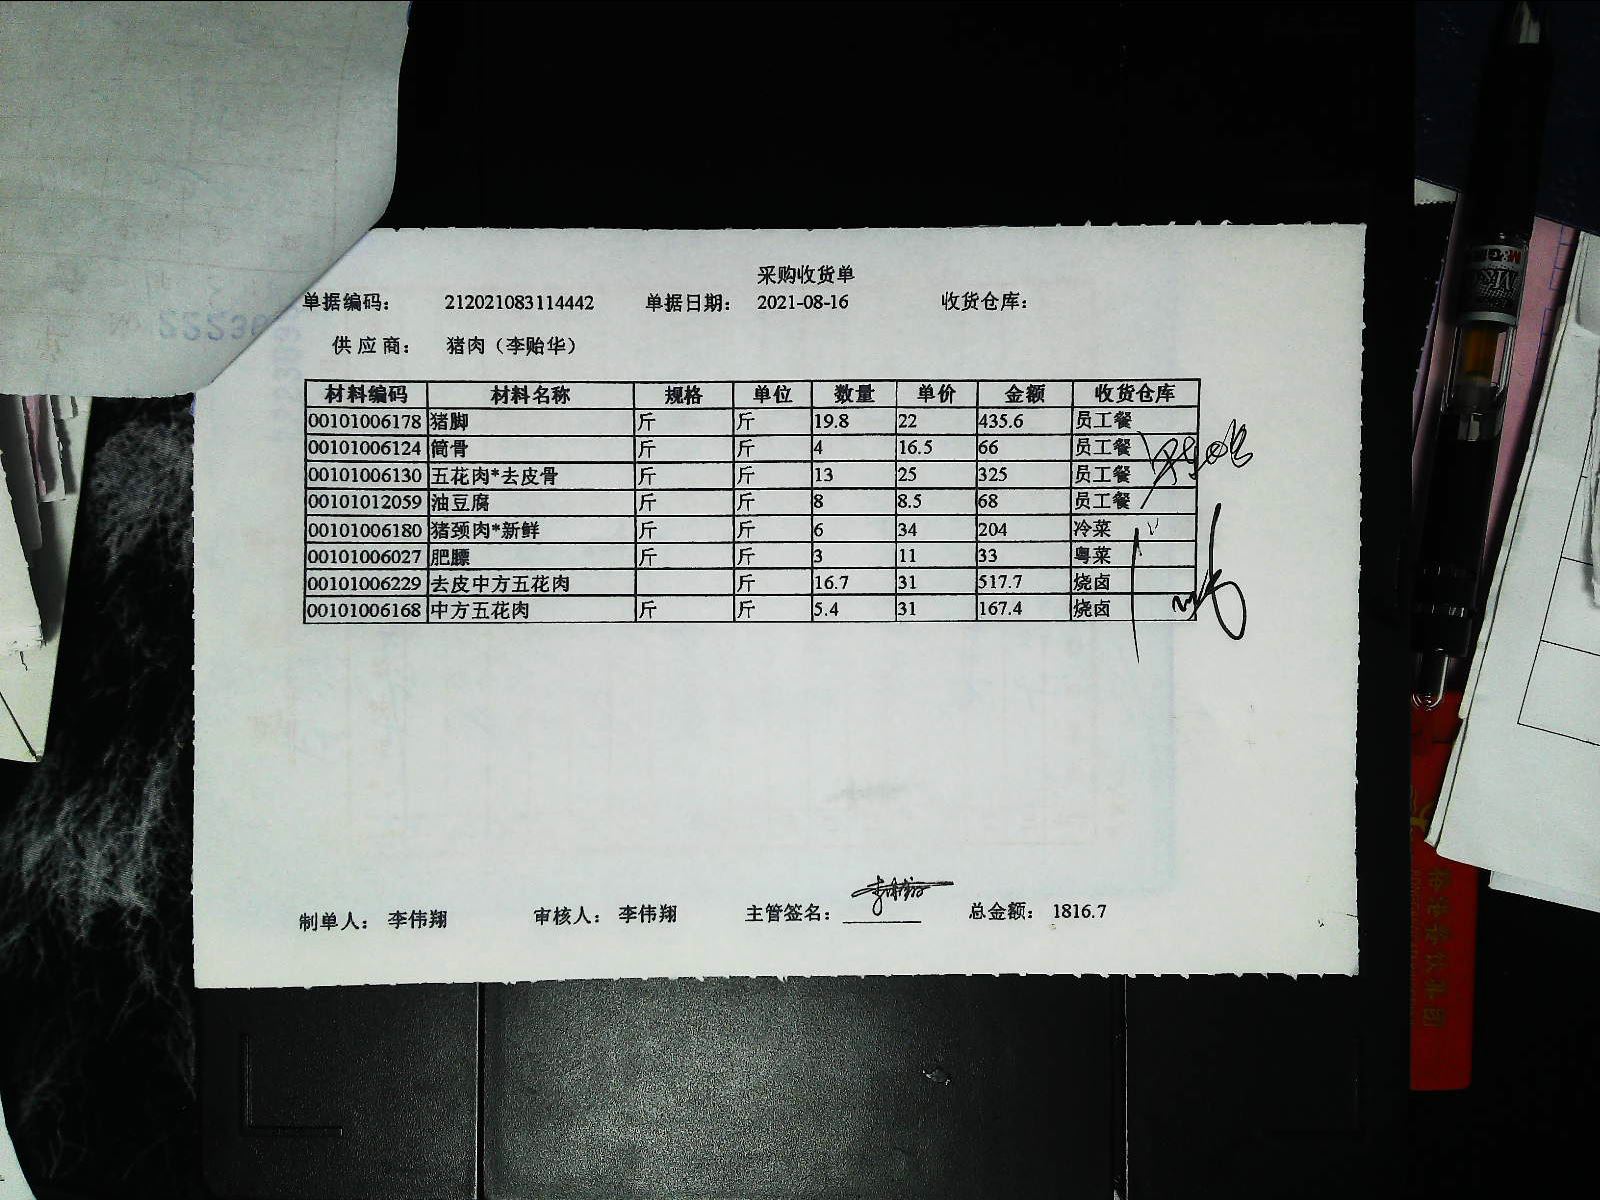 采购收货单
单据编码： 212021083114442 单据日期： 2021-08-16 收货仓库：
供应商： 猪肉（李贻华）
材料编码 材料名称 规格 单位 数量 单价 金额 收货仓库
00101006178 猪脚 斤 斤 19.8 22 435.6 员工餐
00101006124 筒骨 斤 斤 4 16.5 66 员工餐
00101006130 五花肉*去皮骨 斤 斤 13 25 325 员工餐
00101012059 油豆腐 斤 斤 8 8.5 68 员工餐
00101006180 猪颈肉*新鲜 斤 斤 6 34 204 冷菜
00101006027 肥膘 斤 斤 3 11 33 粤菜
00101006229 去皮中方五花肉 斤 16.7 31 517.7 烧卤
00101006168 中方五花肉 斤 斤 5.4 31 167.4 烧卤
制单人： 李伟翔 审核人： 李伟翔 主管签名： 李伟翔 总金额： 1816.7